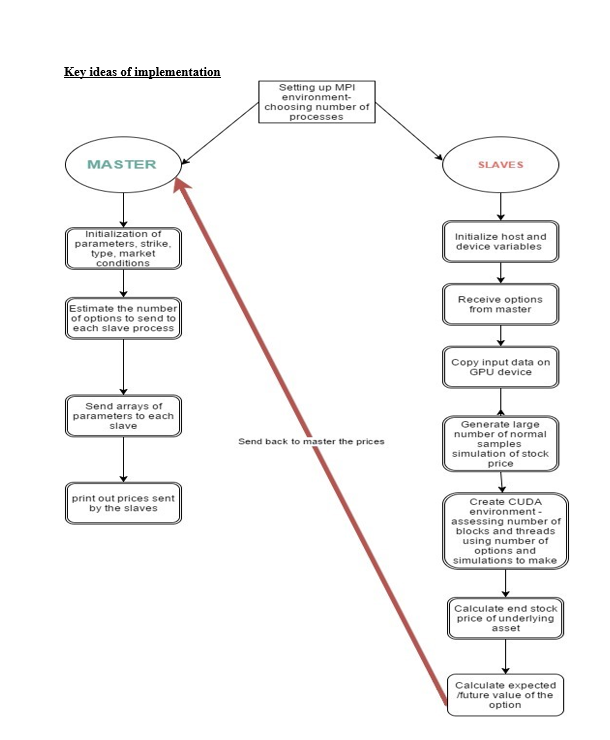 Key ideas of implementation
Setting up MPI
environment-
choosing number of
processes
MASTER
Initialization of
parameters, strike,
type, market
conditions
Estimate the number
of options to send to
each slave process
Send arrays of
parameters to each
slave
print out prices sent
by the slaves
Send back to master the prices
SLAVES
Initialize host and
device variables
Receive options
from master
Copy input data on
GPU device
Generate large
number of normal
samples
simulation of stock
price
Create CUDA
environment -
assessing number of
blocks and threads
using number of
options and
simulations to make
Calculate end stock
price of underlying
asset
Calculate expected
/future value of the
option